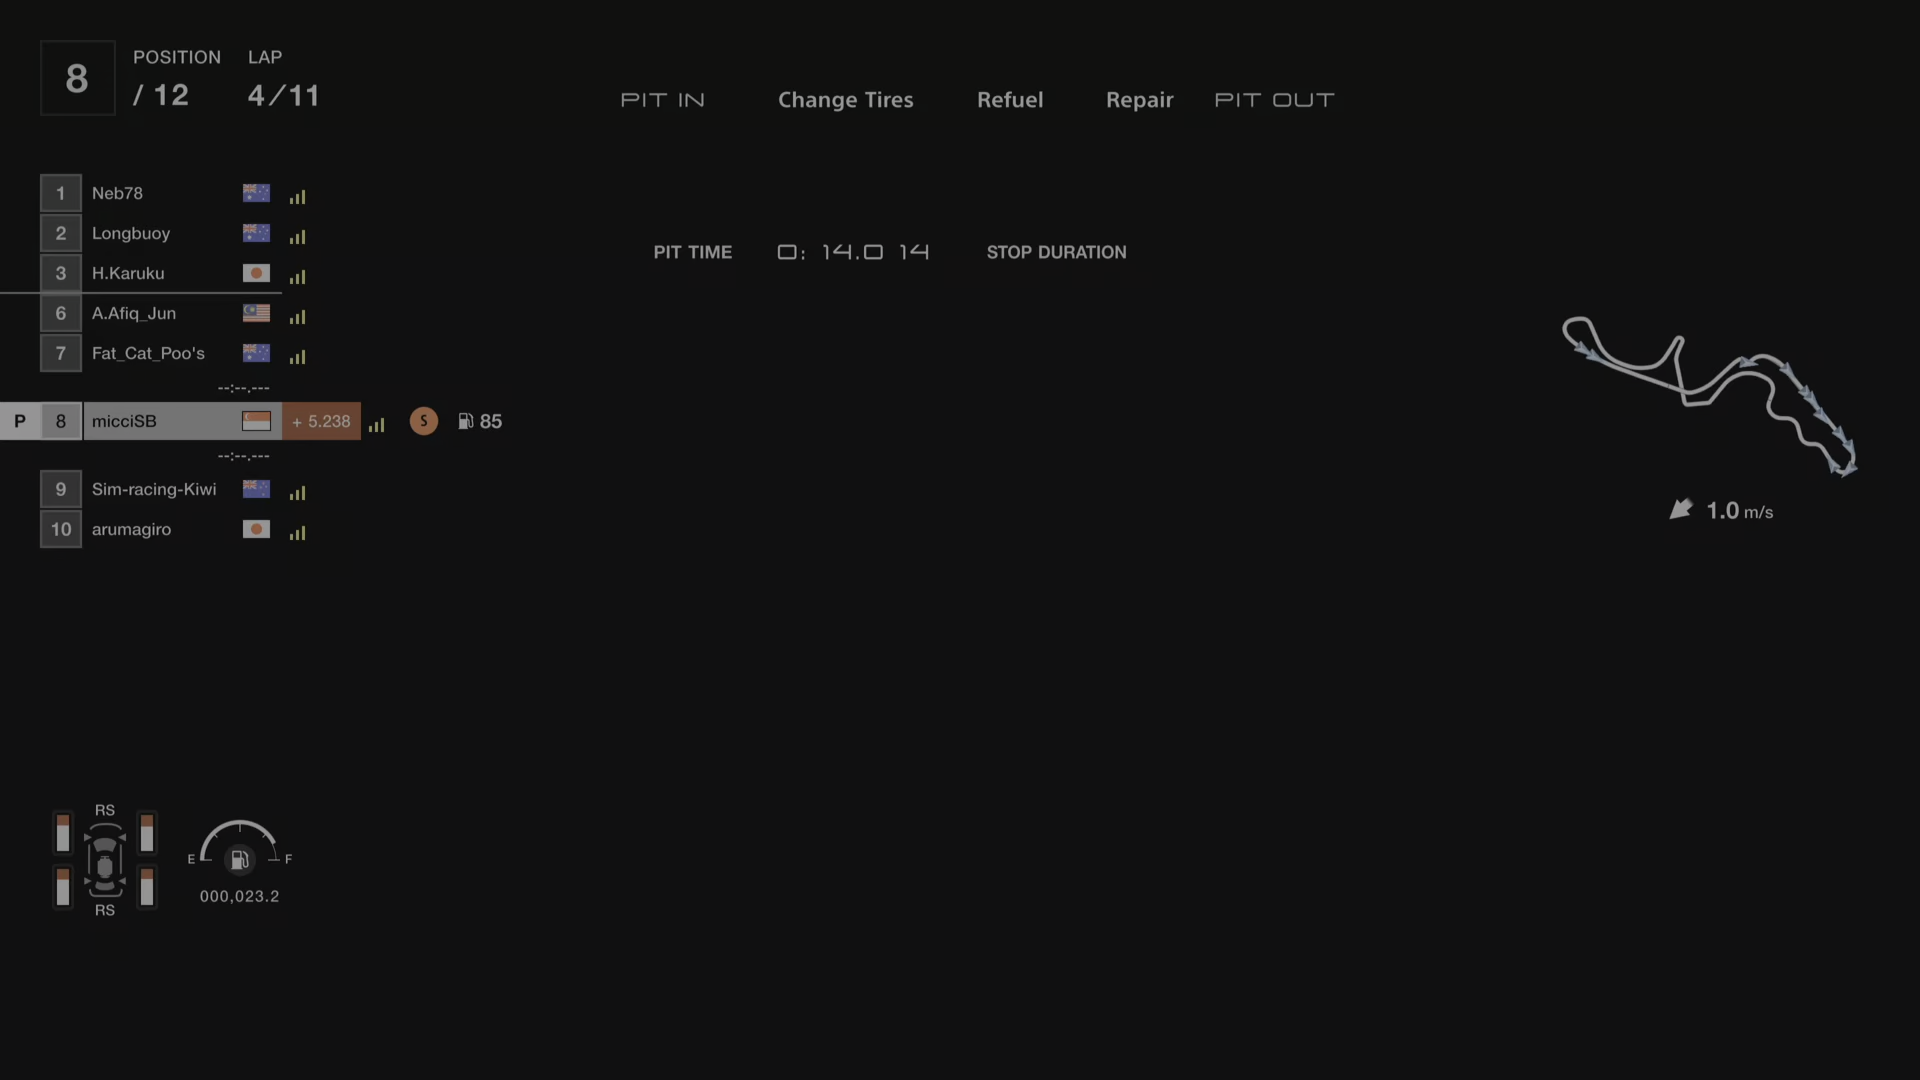 8
POSITION
/ 12
LAP
4/11
PIT IN
Change Tires
Refuel
Repair
PIT OUT
1 Neb78
2 Longbuoy
3 H.Karuku
6 A.Afiq_Jun
7 Fat_Cat_Poo's
--:--.---
P 8 micciSB + 5.238 S 85
--:--.---
9 Sim-racing-Kiwi
10 arumagiro
PIT TIME 0: 14.0 14 STOP DURATION
1.0 m/s
RS
RS
E F
000,023.2